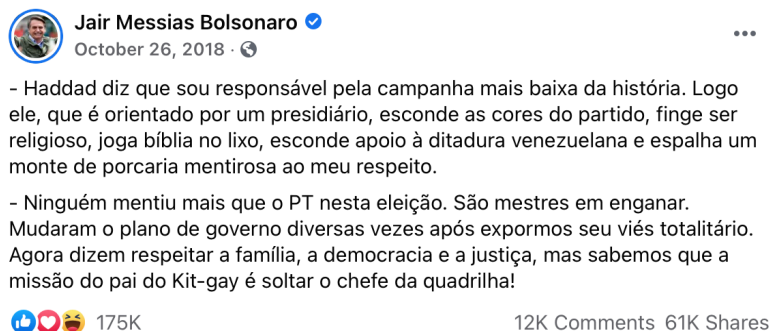 Jair Messias Bolsonaro
October 26, 2018 ·
- Haddad diz que sou responsável pela campanha mais baixa da história. Logo
ele, que é orientado por um presidiário, esconde as cores do partido, finge ser
religioso, joga bíblia no lixo, esconde apoio à ditadura venezuelana e espalha um
monte de porcaria mentirosa ao meu respeito.
- Ninguém mentiu mais que o PT nesta eleição. São mestres em enganar.
Mudaram o plano de governo diversas vezes após expormos seu viés totalitário.
Agora dizem respeitar a família, a democracia e a justiça, mas sabemos que a
missão do pai do Kit-gay é soltar o chefe da quadrilha!
175K 12K Comments 61K Shares